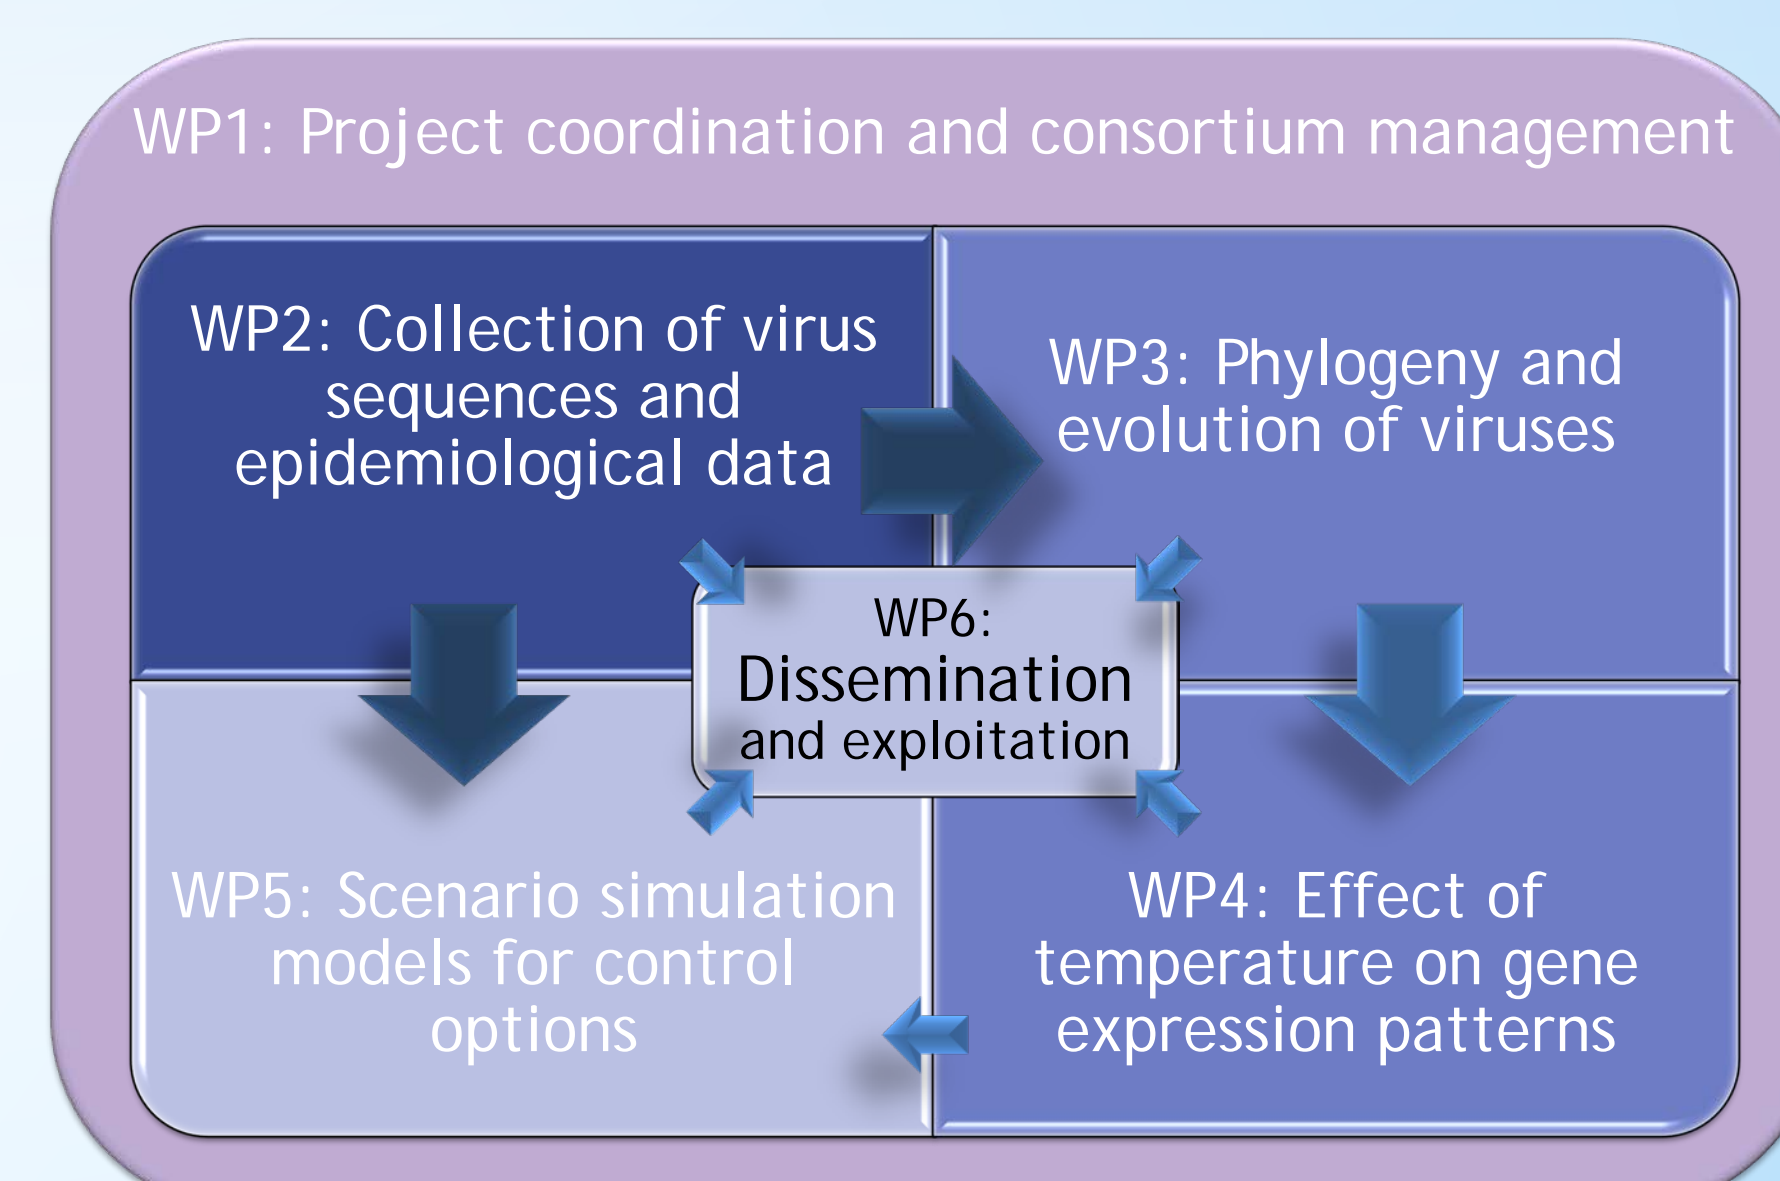 WP1: Project coordination and consortium management
WP2: Collection of virus
sequences and
epidemiological data
WP3: Phylogeny and
evolution of viruses
WP6:
Dissemination
and exploitation
WP5: Scenario simulation
models for control
options
WP4: Effect of
temperature on gene
expression patterns